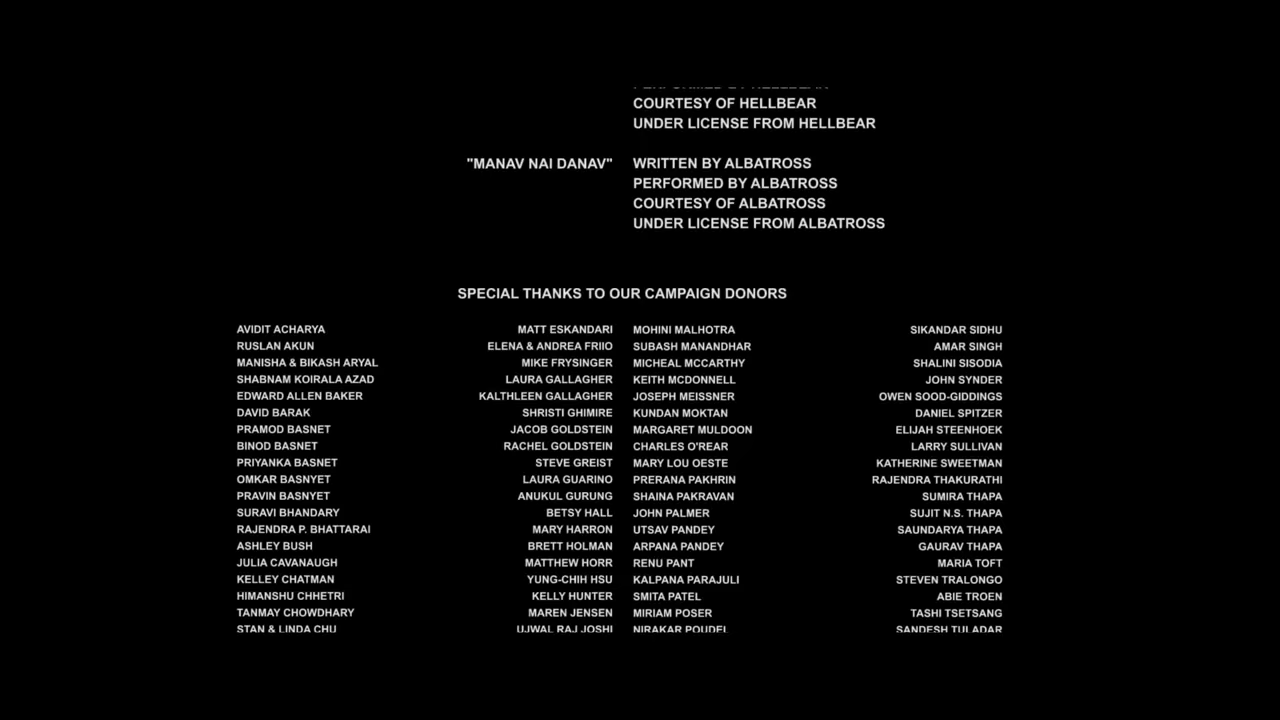 COURTESY OF HELLBEAR
UNDER LICENSE FROM HELLBEAR
"MANAV NAI DANAV" WRITTEN BY ALBATROSS
PERFORMED BY ALBATROSS
COURTESY OF ALBATROSS
UNDER LICENSE FROM ALBATROSS
SPECIAL THANKS TO OUR CAMPAIGN DONORS
AVIDIT ACHARYA MATT ESKANDARI MOHINI MALHOTRA SIKANDAR SIDHU
RUSLAN AKUN ELENA & ANDREA FRIIO SUBASH MANANDHAR AMAR SINGH
MANISHA & BIKASH ARYAL MIKE FRYSINGER MICHEAL MCCARTHY SHALINI SISODIA
SHABNAM KOIRALA AZAD LAURA GALLAGHER KEITH MCDONNELL JOHN SYNDER
EDWARD ALLEN BAKER KALTHLEEN GALLAGHER JOSEPH MEISSNER OWEN SOOD-GIDDINGS
DAVID BARAK SHRISTI GHIMIRE KUNDAN MOKTAN DANIEL SPITZER
PRAMOD BASNET JACOB GOLDSTEIN MARGARET MULDOON ELIJAH STEENHOEK
BINOD BASNET RACHEL GOLDSTEIN CHARLES O'REAR LARRY SULLIVAN
PRIYANKA BASNET STEVE GREIST MARY LOU OESTE KATHERINE SWEETMAN
OMKAR BASNYET LAURA GUARINO PRERANA PAKHRIN RAJENDRA THAKURATHI
PRAVIN BASNYET ANUKUL GURUNG SHAINA PAKRAVAN SUMIRA THAPA
SURAVI BHANDARY BETSY HALL JOHN PALMER SUJIT N.S. THAPA
RAJENDRA P. BHATTARAI MARY HARRON UTSAV PANDEY SAUNDARYA THAPA
ASHLEY BUSH BRETT HOLMAN ARPANA PANDEY GAURAV THAPA
JULIA CAVANAUGH MATTHEW HORR RENU PANT MARIA TOFT
KELLEY CHATMAN YUNG-CHIH HSU KALPANA PARAJULI STEVEN TRALONGO
HIMANSHU CHHETRI KELLY HUNTER SMITA PATEL ABIE TROEN
TANMAY CHOWDHARY MAREN JENSEN MIRIAM POSER TASHI TSETSANG
STAN & LINDA CHU UJWAL RAJ JOSHI NIRAKAR POUDEL SANDESH TULADAR